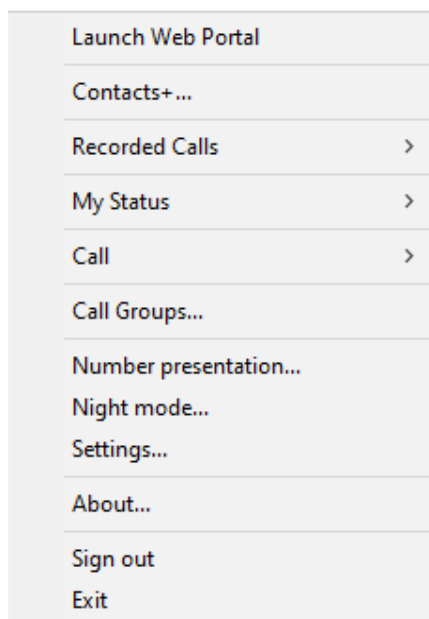 Launch Web Portal
Contacts+...
Recorded Calls
My Status
Call
Call Groups...
Number presentation...
Night mode...
Settings...
About...
Sign out
Exit